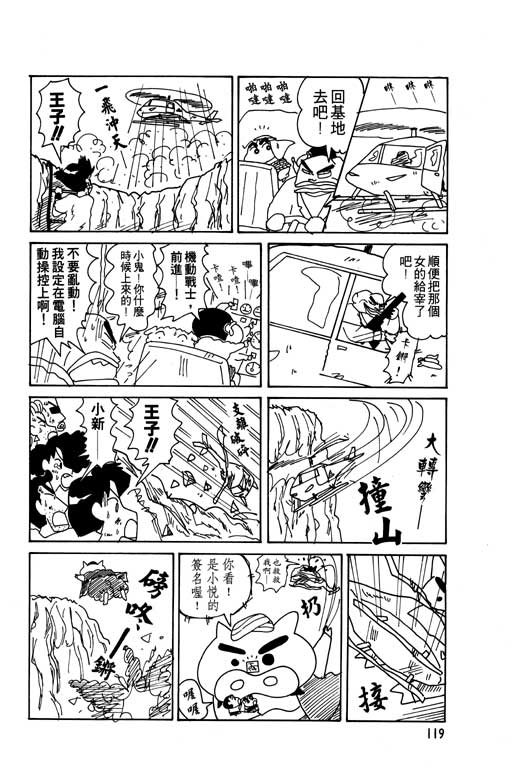 咻
咻
回基地
去吧！
啪噠
啪噠
啪噠
一飛沖天
王子!!
順便把那個
女的給宰了
吧！
卡鏘！
機動戰士，
前進！
小鬼！你什麼
時候上來的！
不要亂動！
我設定在電腦自
動操控上啊！
大轉彎
撞山
王子!!
小新
接
扔
也救救
我啊！
你看！
是小悅的
簽名喔！
喔喔
磅
咚
鏘
119